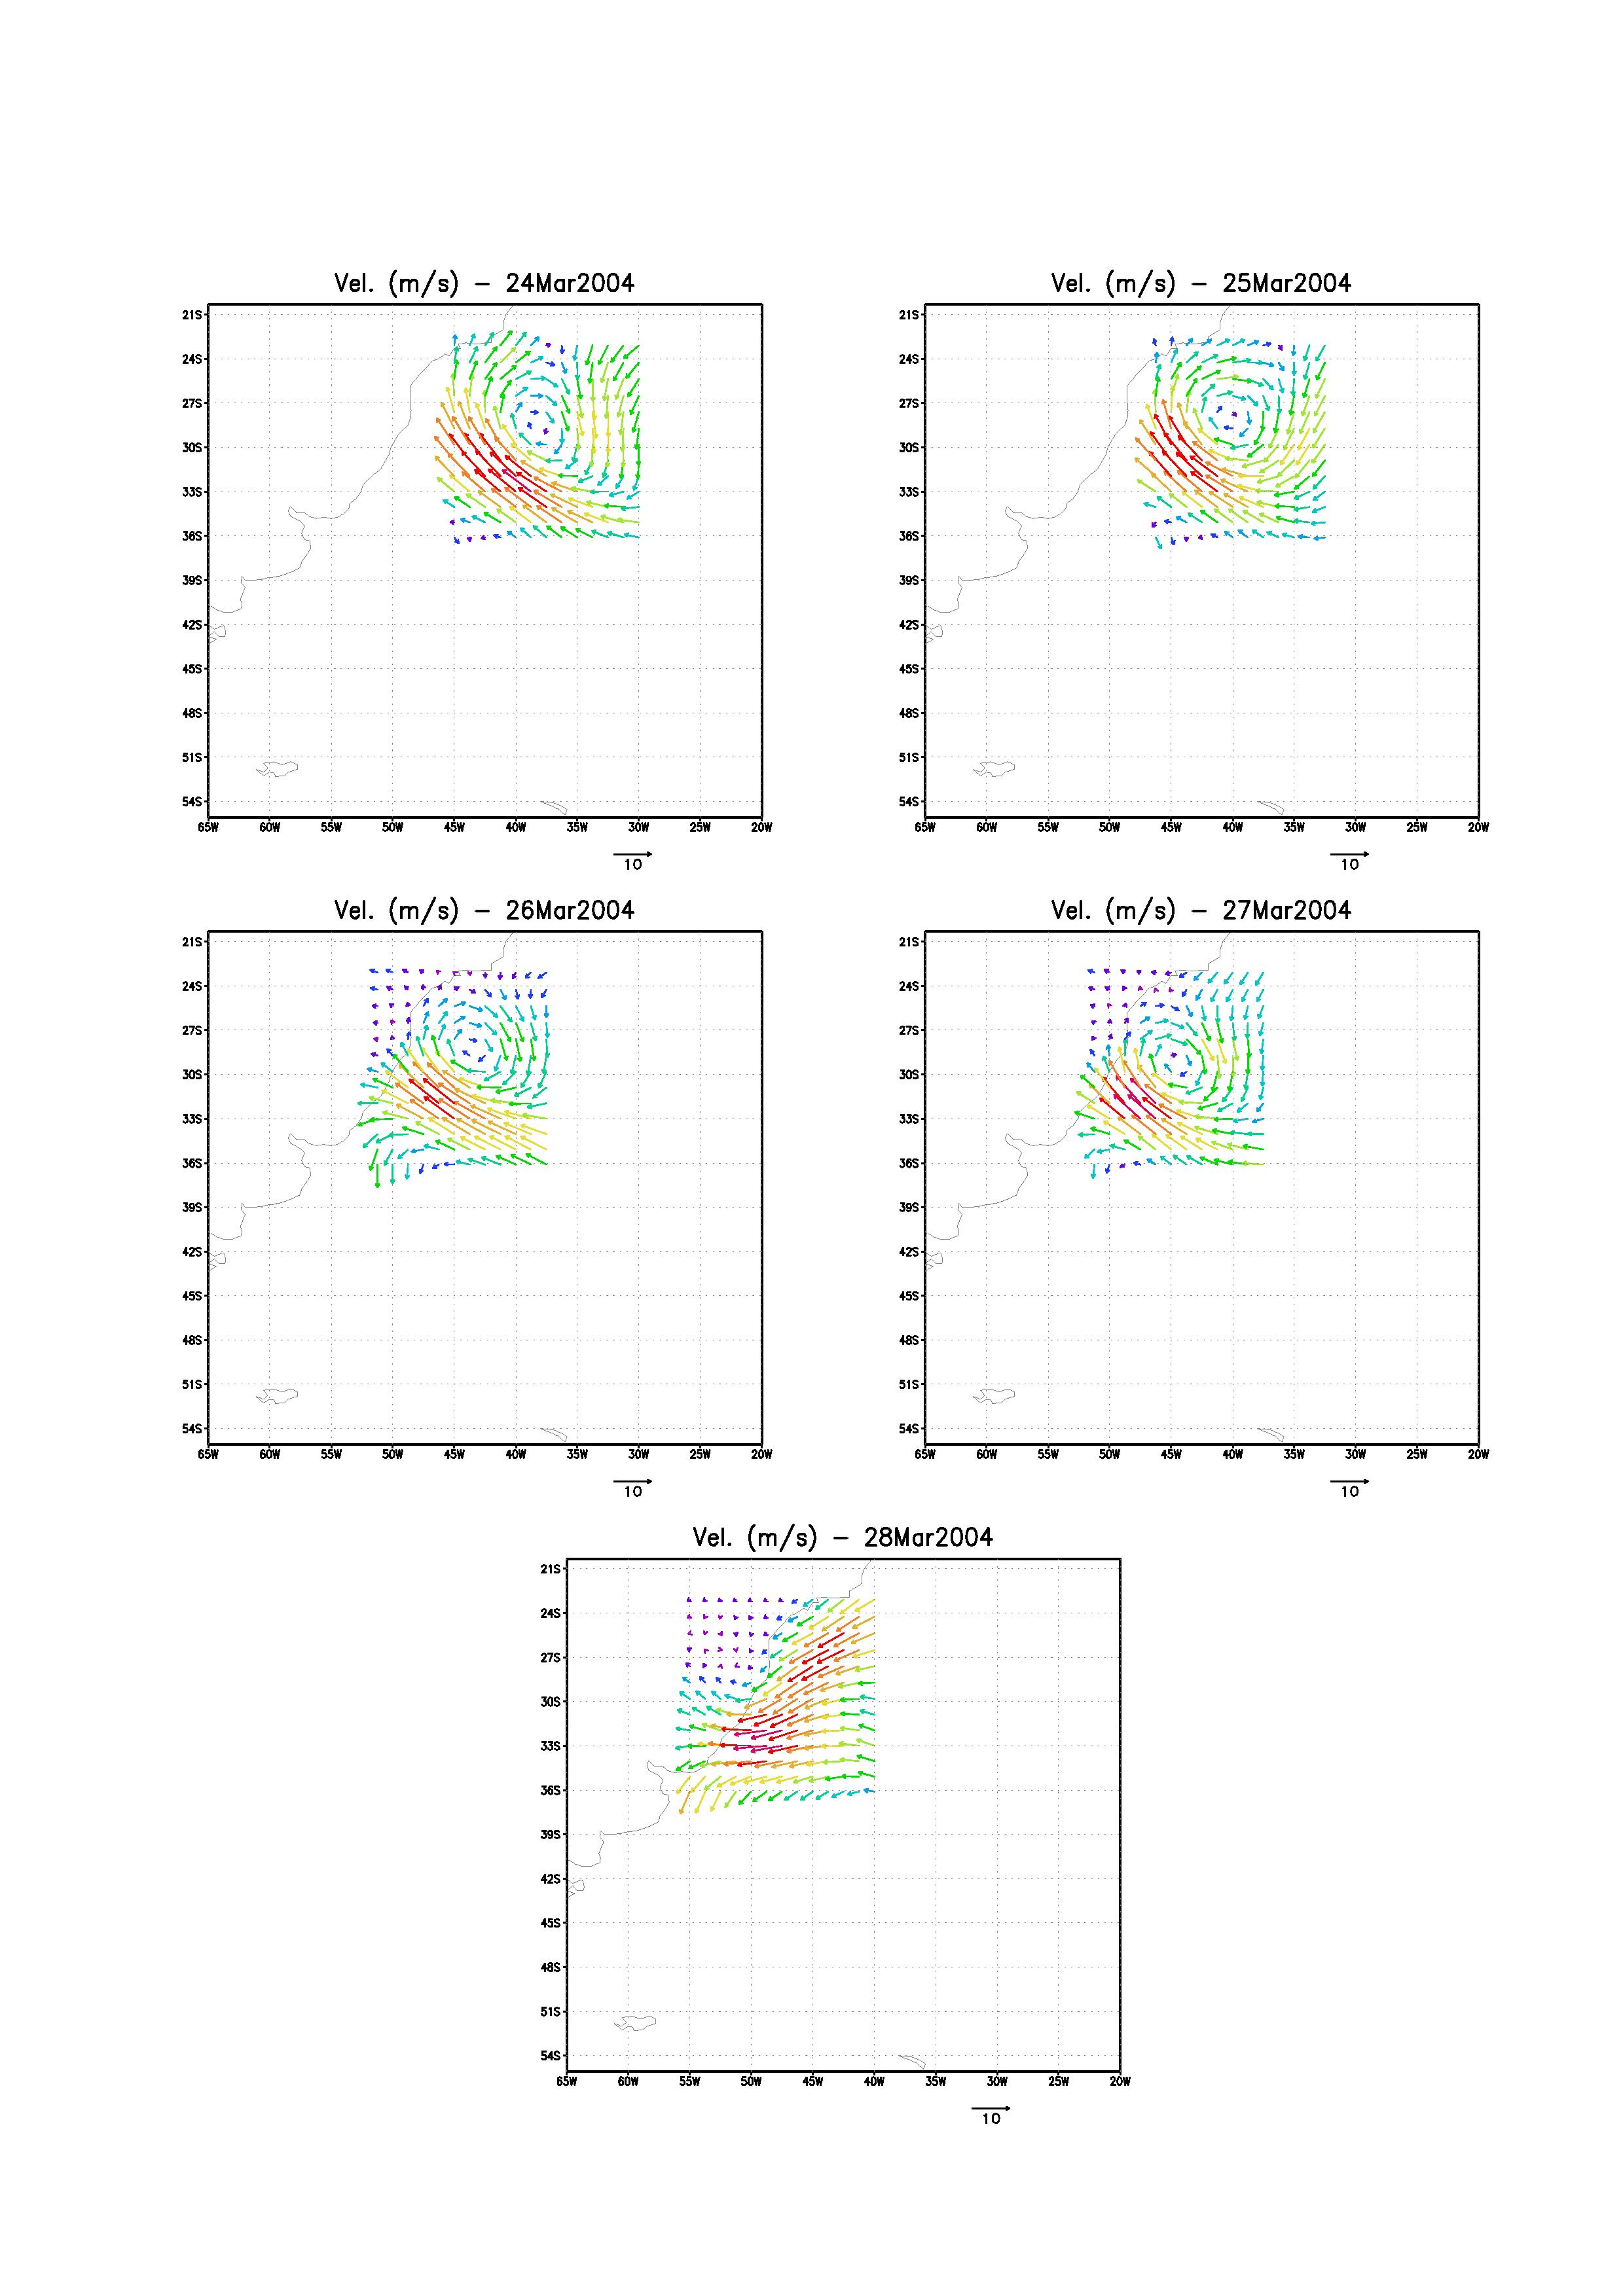 Vel. (m/s) − 24Mar2004
21S
24S
27S
30S
33S
36S
39S
42S
45S
48S
51S
54S
65W 60W 55W 50W 45W 40W 35W 30W 25W 20W
10
Vel. (m/s) − 25Mar2004
21S
24S
27S
30S
33S
36S
39S
42S
45S
48S
51S
54S
65W 60W 55W 50W 45W 40W 35W 30W 25W 20W
10
Vel. (m/s) − 26Mar2004
21S
24S
27S
30S
33S
36S
39S
42S
45S
48S
51S
54S
65W 60W 55W 50W 45W 40W 35W 30W 25W 20W
10
Vel. (m/s) − 27Mar2004
21S
24S
27S
30S
33S
36S
39S
42S
45S
48S
51S
54S
65W 60W 55W 50W 45W 40W 35W 30W 25W 20W
10
Vel. (m/s) − 28Mar2004
21S
24S
27S
30S
33S
36S
39S
42S
45S
48S
51S
54S
65W 60W 55W 50W 45W 40W 35W 30W 25W 20W
10